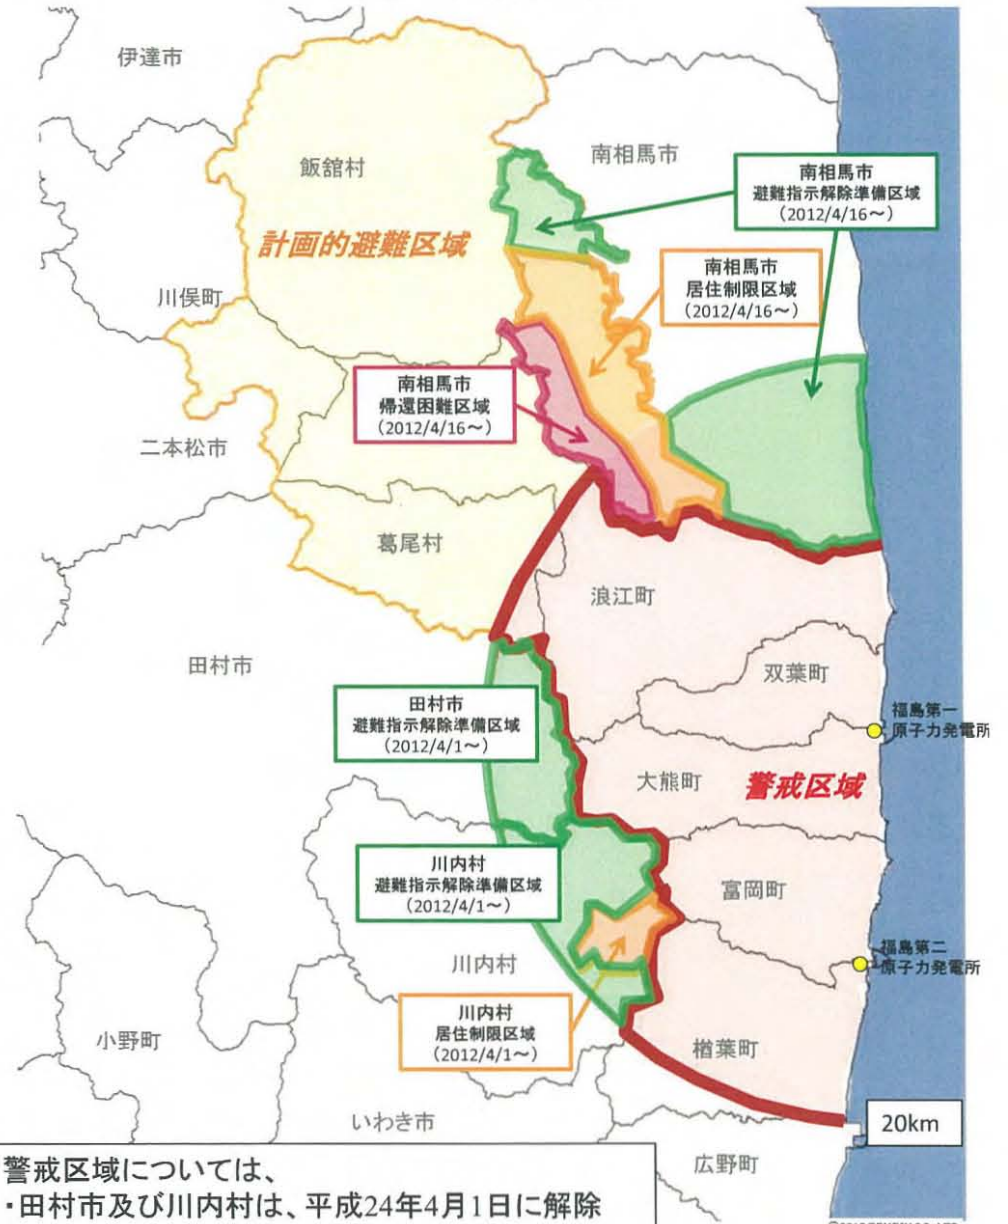 伊達市
飯舘村
南相馬市
南相馬市
避難指示解除準備区域
(2012/4/16～)
計画的避難区域
南相馬市
居住制限区域
(2012/4/16～)
川俣町
南相馬市
帰還困難区域
(2012/4/16～)
二本松市
葛尾村
浪江町
田村市
双葉町
田村市
避難指示解除準備区域
(2012/4/1～)
福島第一
原子力発電所
大熊町
警戒区域
川内村
避難指示解除準備区域
(2012/4/1～)
富岡町
川内村
福島第二
原子力発電所
川内村
居住制限区域
(2012/4/1～)
小野町
楢葉町
いわき市
20km
広野町
警戒区域については、
・田村市及び川内村は、平成24年4月1日に解除